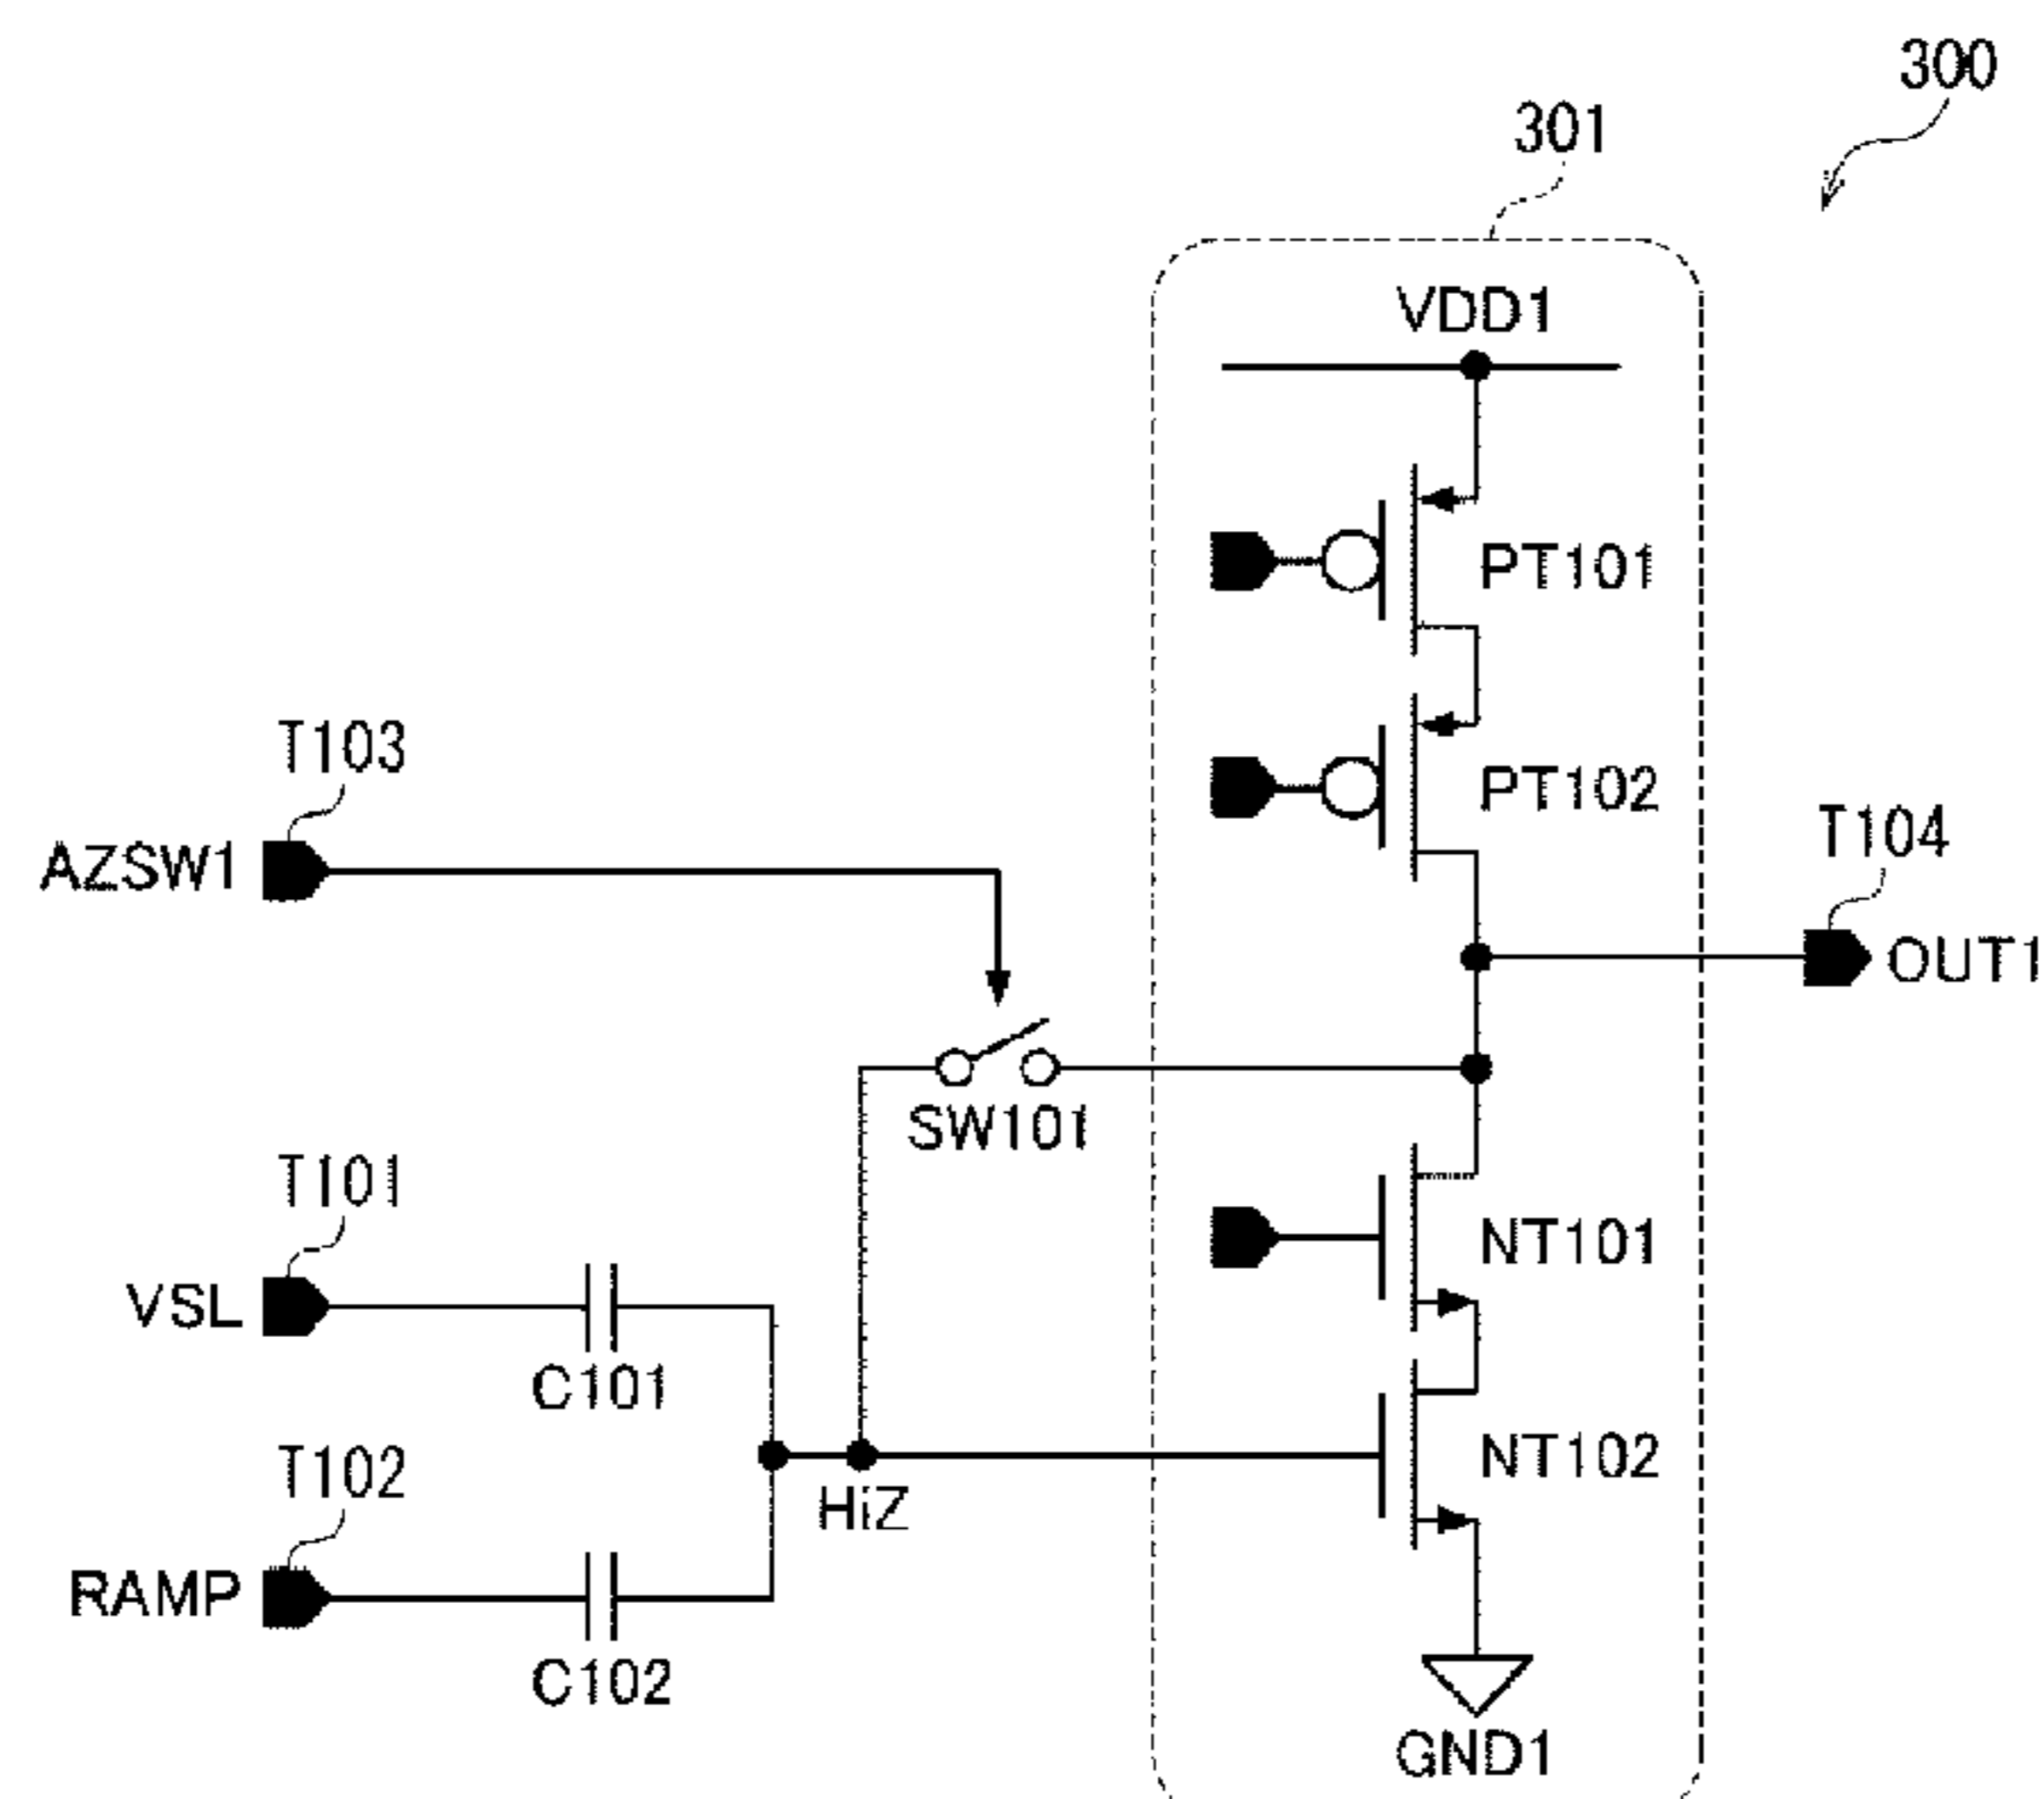 300
301
VDD1
PT101
T103
PT102
T104
AZSW1
OUT1
SW101
T101
NT101
VSL
C101
T102
NT102
HiZ
RAMP
C102
GND1